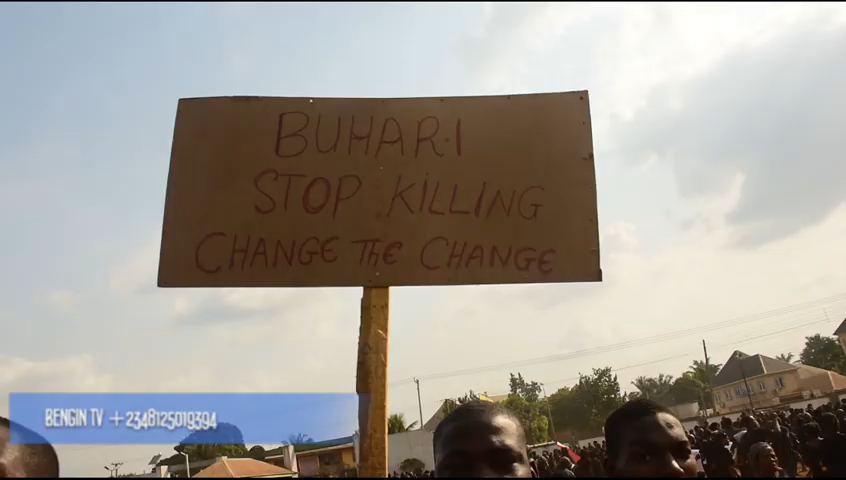 BUHARI
STOP KILLING
CHANGE THE CHANGE
BENGIN TV +2348125019394